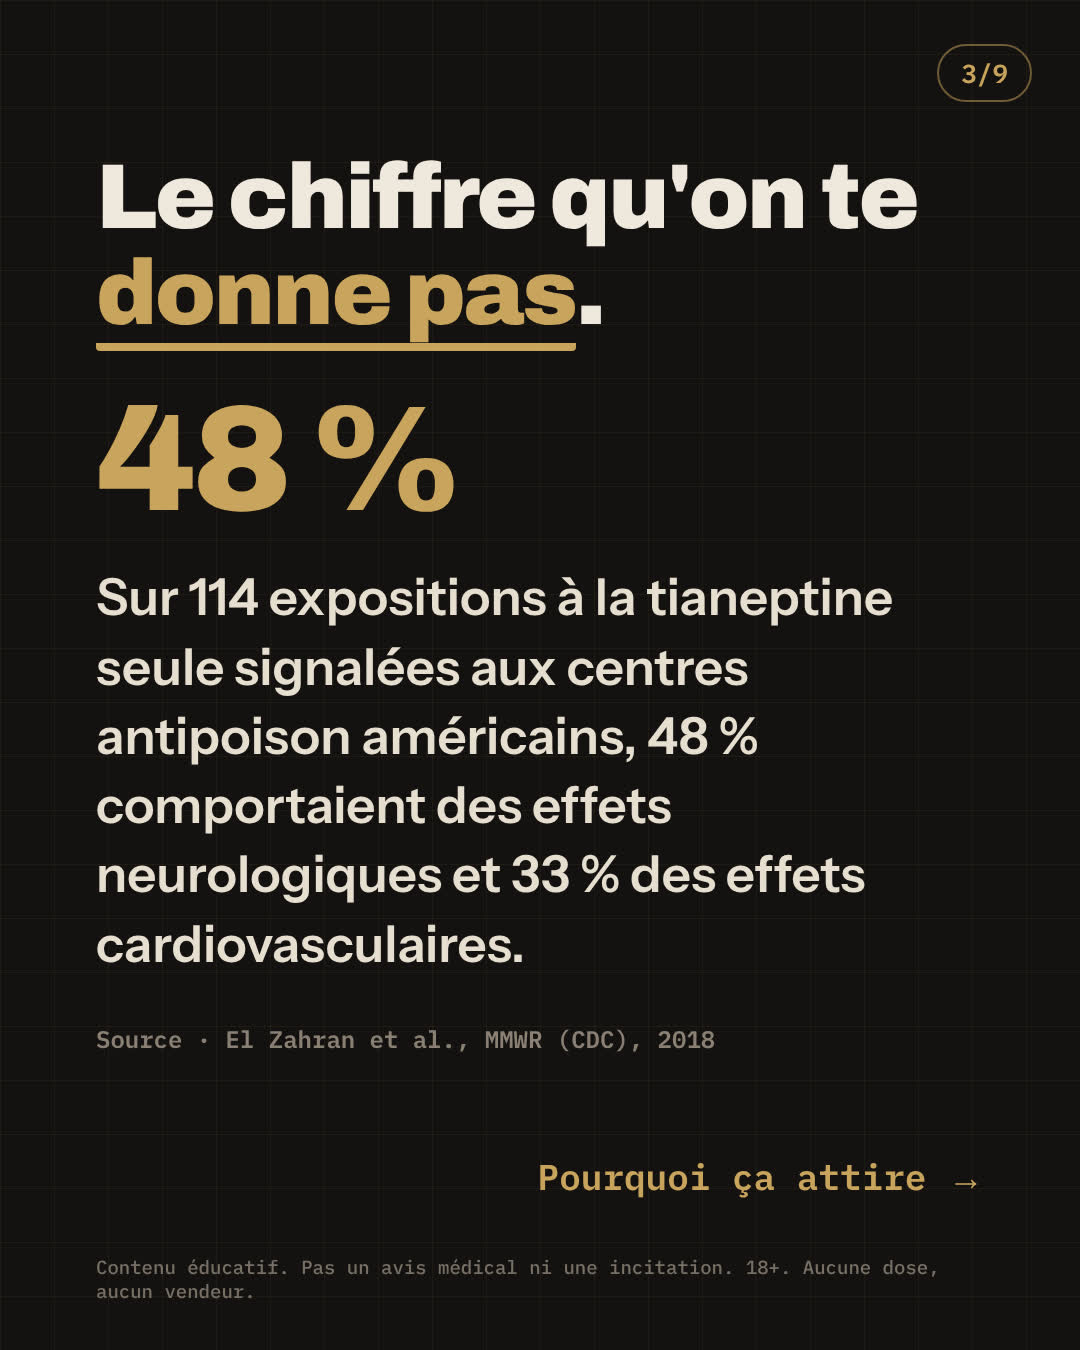 3/9
Le chiffre qu'on te
donne pas.
48 %
Sur 114 expositions à la tianeptine
seule signalées aux centres
antipoison américains, 48 %
comportaient des effets
neurologiques et 33 % des effets
cardiovasculaires.
Source · El Zahran et al., MMWR (CDC), 2018
Pourquoi ça attire →
Contenu éducatif. Pas un avis médical ni une incitation. 18+. Aucune dose,
aucun vendeur.